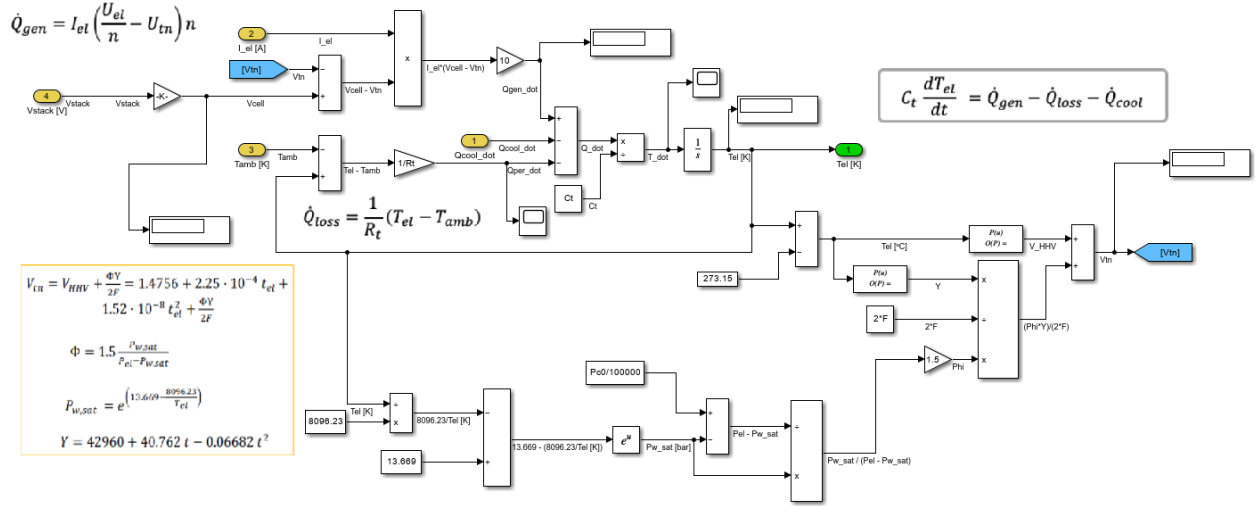 Q̇gen = Iel (Uel/n − Utn) n
2
I_el [A]
I_el
[Vtn]
Vtn
4
Vstack [V]
Vstack
Vstack
-K-
Vcell
−
+
Vcell - Vtn
x
I_el*(Vcell - Vtn)
10
Qgen_dot
Ct dTel/dt = Q̇gen − Q̇loss − Q̇cool
3
Tamb [K]
Tamb
−
+
Tel - Tamb
1/Rt
1
Qcool_dot
Qcool_dot
Qper_dot
+
−
−
Q_dot
x
÷
T_dot
Ct
Ct
1/s
Tel [K]
1
Tel [K]
Q̇loss = 1/Rt (Tel − Tamb)
273.15
+
−
Tel [ºC]
P(u)
O(P) =
V_HHV
+
+
Vtn
[Vtn]
P(u)
O(P) =
Y
2*F
2*F
x
÷
x
(Phi*Y)/(2*F)
1.5
Phi
Vtn = VHHV + ΦY/2F = 1.4756 + 2.25 · 10⁻⁴ tel +
1.52 · 10⁻⁸ tel² + ΦY/2F
Φ = 1.5 Pw,sat/(Pel−Pw,sat)
Pw,sat = e^(13.669−8096.23/Tel)
Y = 42960 + 40.762 t − 0.06682 t²
Tel [K]
8096.23
÷
x
8096.23/Tel [K]
13.669
−
+
13.669 - (8096.23/Tel [K])
eᵘ
Pw_sat [bar]
Pc0/100000
+
−
Pel - Pw_sat
÷
x
Pw_sat / (Pel - Pw_sat)